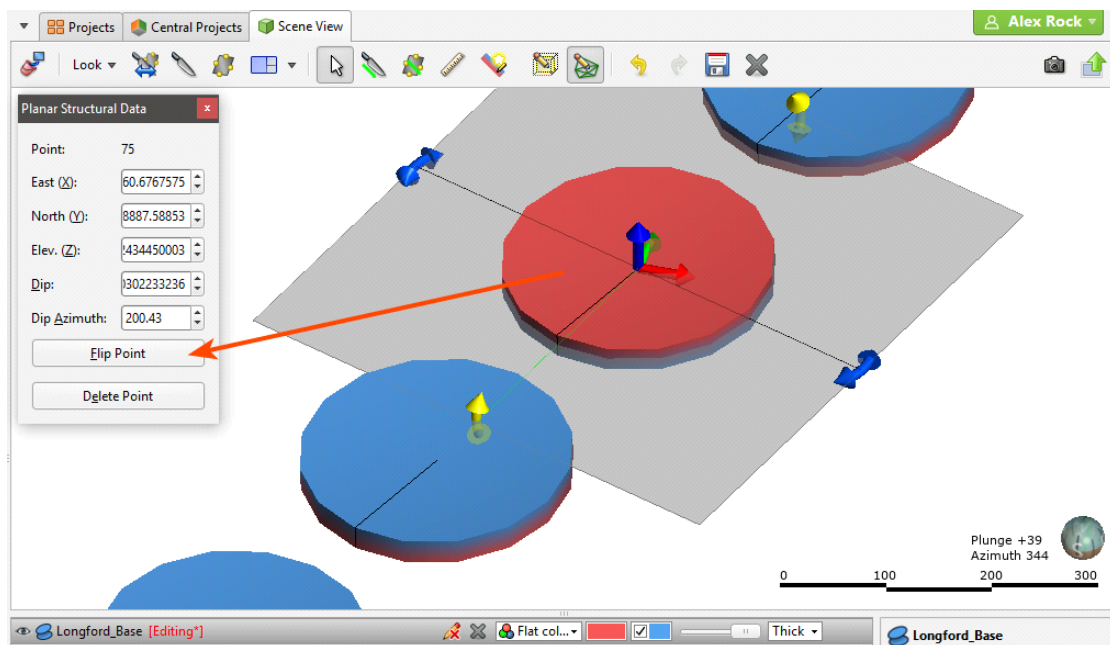 Projects Central Projects Scene View Alex Rock
Look
Planar Structural Data x
Point: 75
East (X): 60.6767575
North (Y): 8887.58853
Elev. (Z): !434450003
Dip: )302233236
Dip Azimuth: 200.43
Flip Point
Delete Point
Plunge +39
Azimuth 344
0 100 200 300
Longford_Base [Editing*] Flat col... Thick Longford_Base